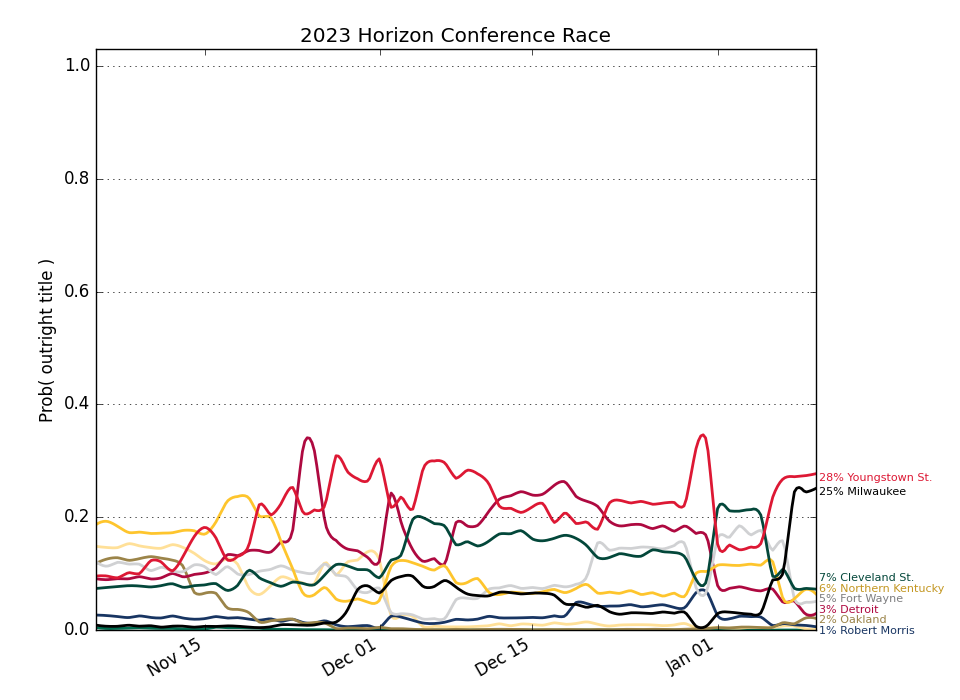 2023 Horizon Conference Race
1.0
0.8
0.6
0.4
0.2
0.0
Prob( outright title )
Nov 15
Dec 01
Dec 15
Jan 01
28% Youngstown St.
25% Milwaukee
7% Cleveland St.
6% Northern Kentucky
5% Fort Wayne
3% Detroit
2% Oakland
1% Robert Morris